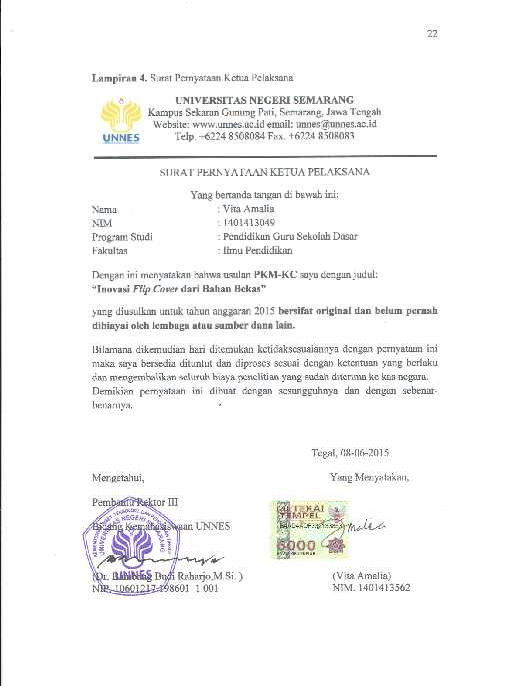 22
Lampiran 4. Surat Pernyataan Ketua Pelaksana
UNIVERSITAS NEGERI SEMARANG
Kampus Sekaran Gunung Pati, Semarang, Jawa Tengah
Website: www.unnes.ac.id email: unnes@unnes.ac.id
Telp. +6224 8508084 Fax. +6224 8508083
UNNES
SURAT PERNYATAAN KETUA PELAKSANA
Yang bertanda tangan di bawah ini:
Nama : Vita Amalia
NIM : 1401413049
Program Studi : Pendidikan Guru Sekolah Dasar
Fakultas : Ilmu Pendidikan
Dengan ini menyatakan bahwa usulan PKM-KC saya dengan judul:
“Inovasi Flip Cover dari Bahan Bekas”
yang diusulkan untuk tahun anggaran 2015 bersifat original dan belum pernah
dibiayai oleh lembaga atau sumber dana lain.
Bilamana dikemudian hari ditemukan ketidaksesuaiannya dengan pernyataan ini
maka saya bersedia dituntut dan diproses sesuai dengan ketentuan yang berlaku
dan mengembalikan seluruh biaya penelitian yang sudah diterima ke kas negara.
Demikian pernyataan ini dibuat dengan sesungguhnya dan dengan sebenar-
benarnya.
Tegal, 08-06-2015
Mengetahui, Yang Menyatakan,
Pembantu Rektor III
Bidang Kemahasiswaan UNNES
METERAI
TEMPEL
6000
UNNES
(Dr. Bambang Budi Raharjo,M.Si. ) (Vita Amalia)
NIP. 10601217 198601 1 001 NIM. 1401413562